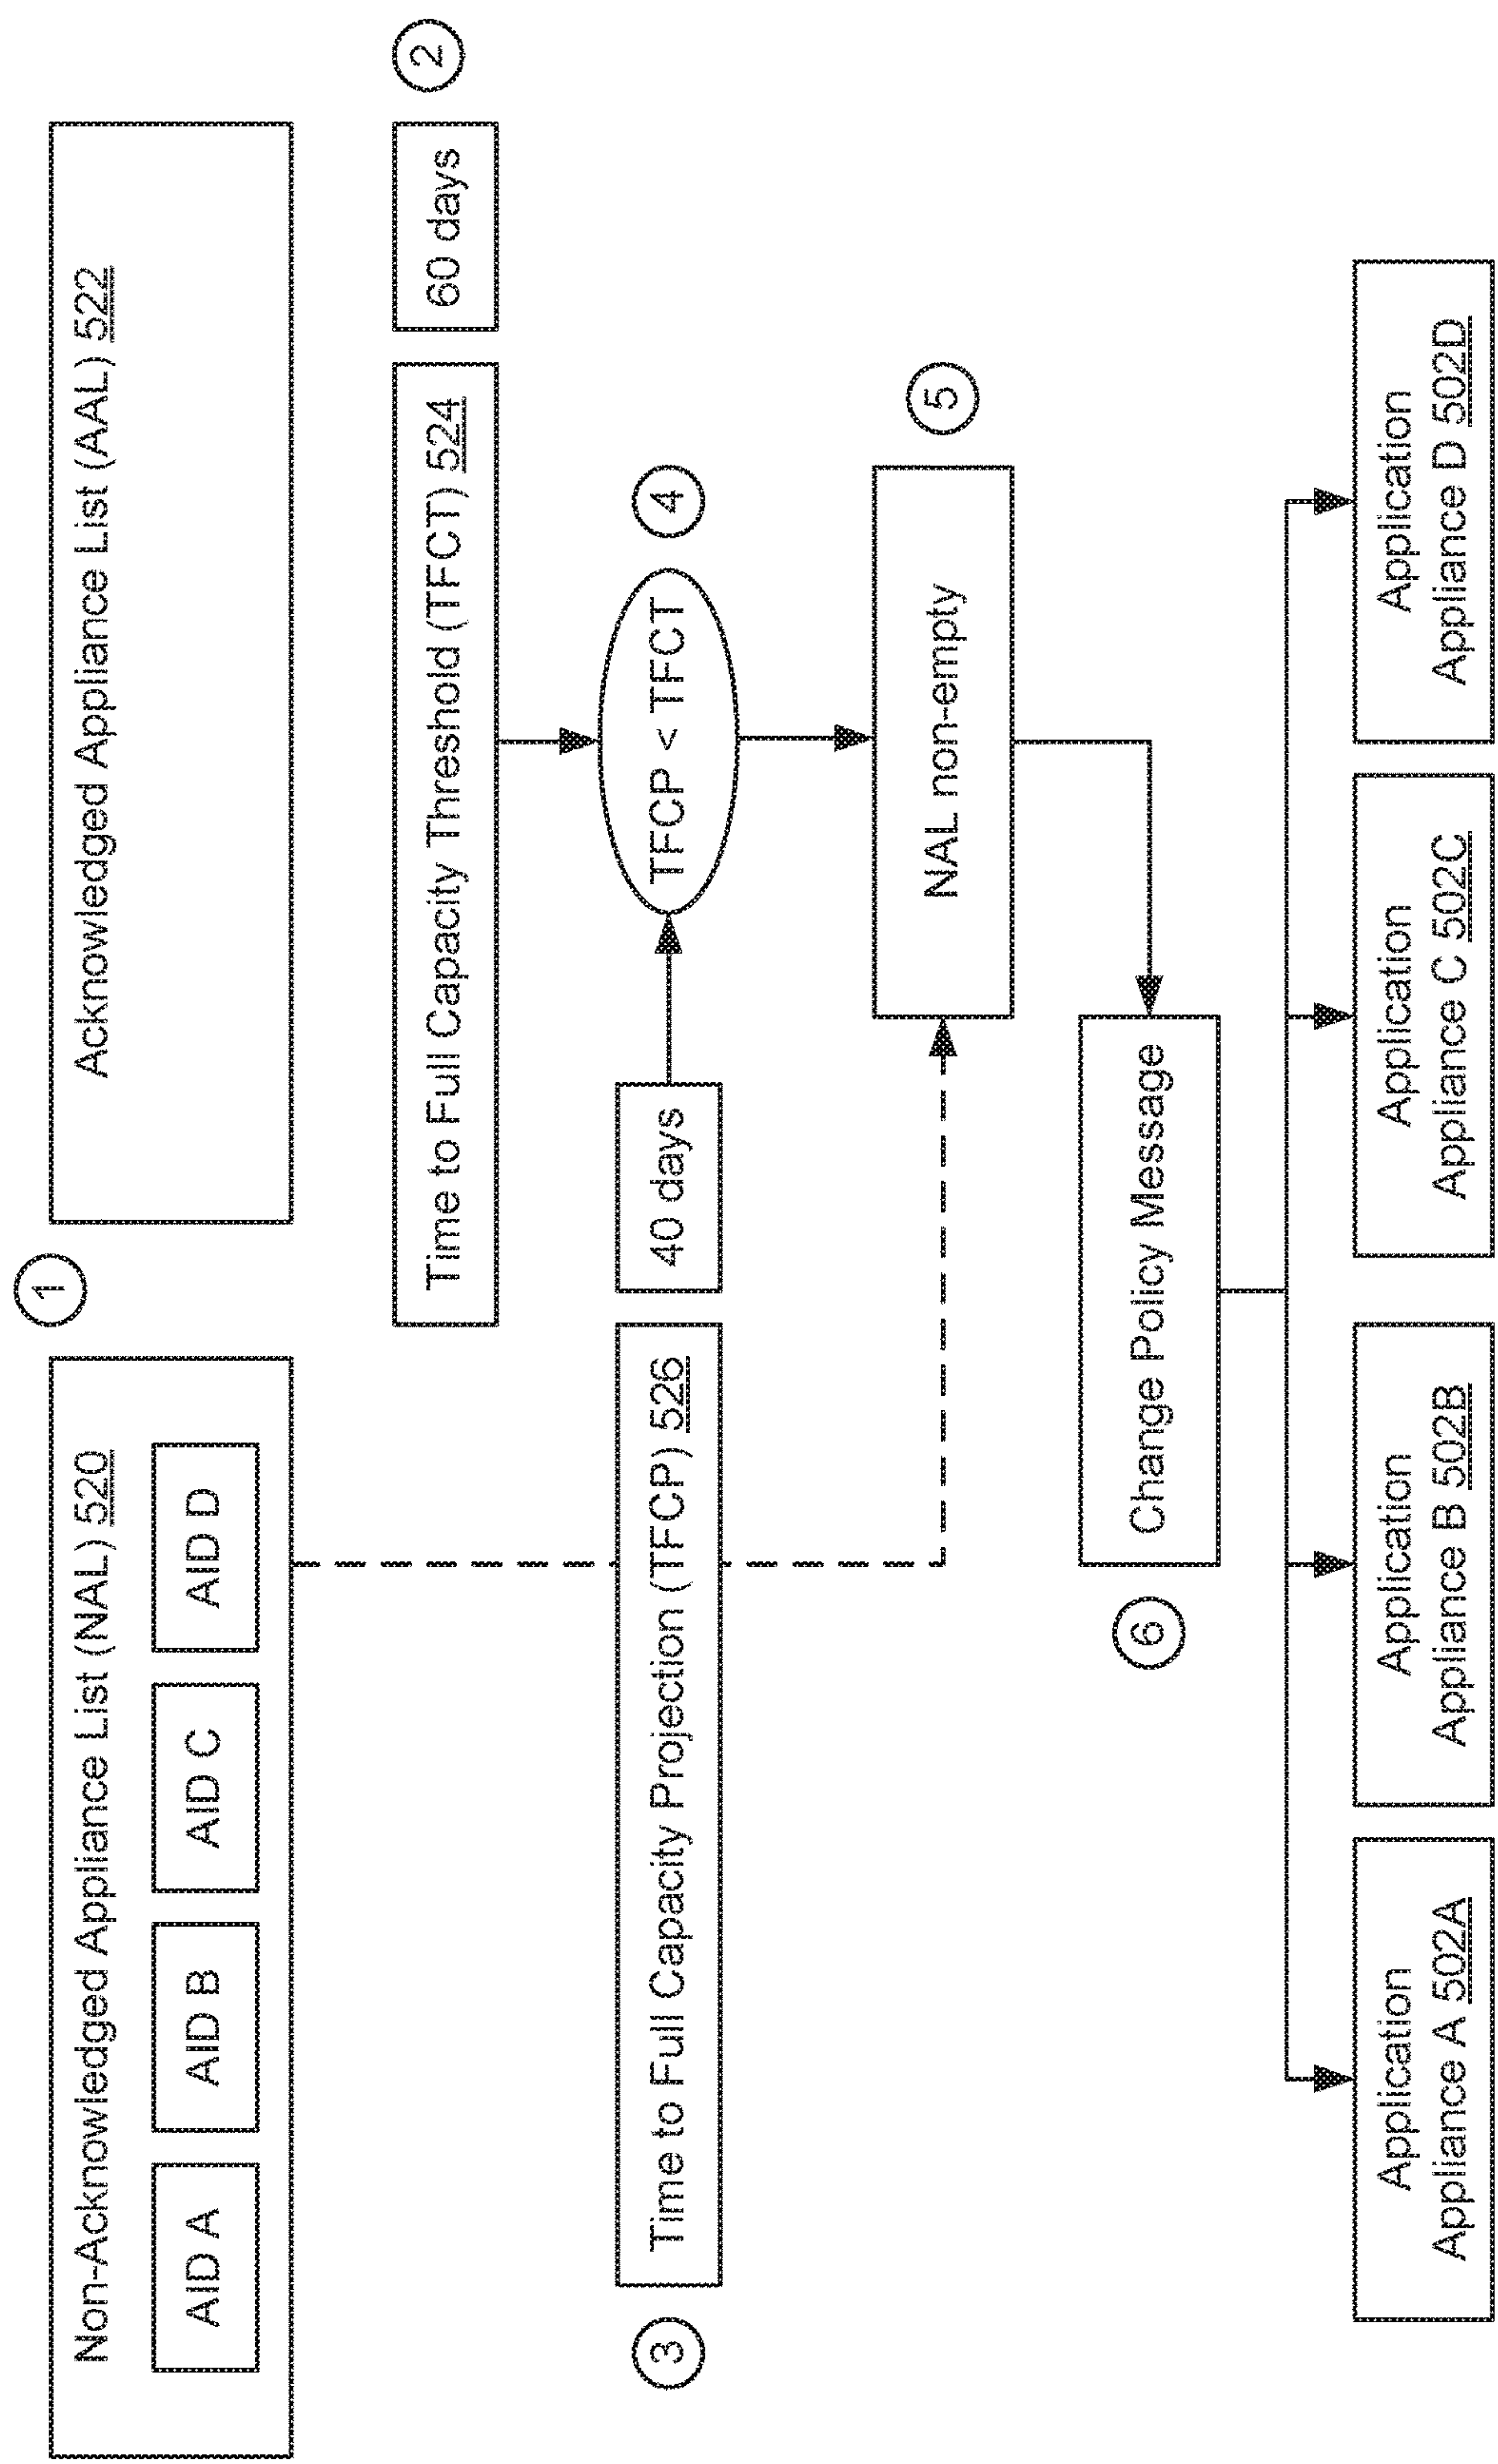 1
Non-Acknowledged Appliance List (NAL) 520
AID A
AID B
AID C
AID D
Acknowledged Appliance List (AAL) 522
Time to Full Capacity Threshold (TFCT) 524
60 days
2
3
Time to Full Capacity Projection (TFCP) 526
40 days
TFCP < TFCT
4
NAL non-empty
5
6
Change Policy Message
Application
Appliance A 502A
Application
Appliance B 502B
Application
Appliance C 502C
Application
Appliance D 502D